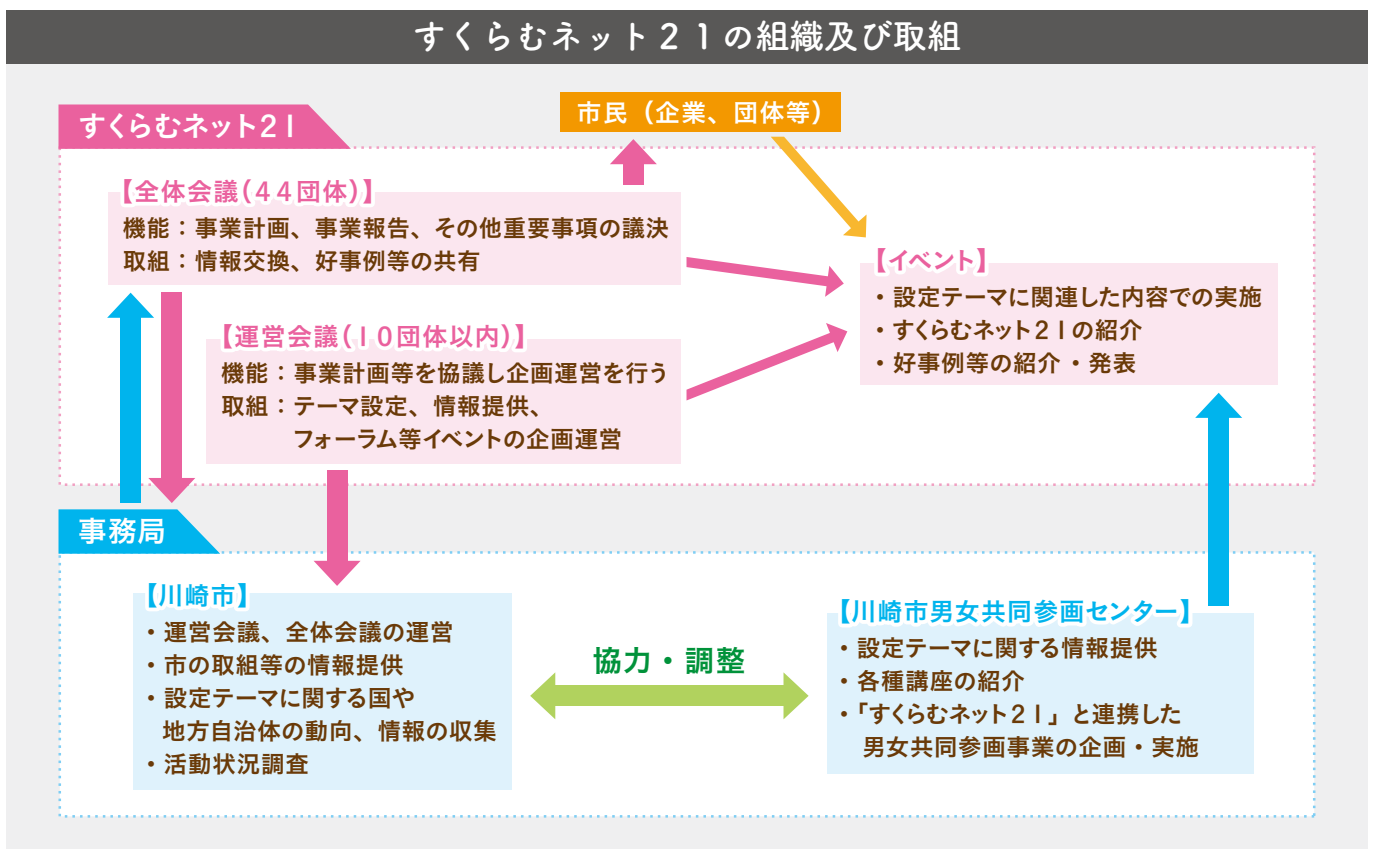 すくらむネット２１の組織及び取組
市民（企業、団体等）
すくらむネット21
【全体会議(44団体)】
機能：事業計画、事業報告、その他重要事項の議決
取組：情報交換、好事例等の共有
【運営会議(10団体以内)】
機能：事業計画等を協議し企画運営を行う
取組：テーマ設定、情報提供、
フォーラム等イベントの企画運営
【イベント】
・設定テーマに関連した内容での実施
・すくらむネット21の紹介
・好事例等の紹介・発表
事務局
【川崎市】
・運営会議、全体会議の運営
・市の取組等の情報提供
・設定テーマに関する国や
地方自治体の動向、情報の収集
・活動状況調査
協力・調整
【川崎市男女共同参画センター】
・設定テーマに関する情報提供
・各種講座の紹介
・「すくらむネット21」と連携した
男女共同参画事業の企画・実施